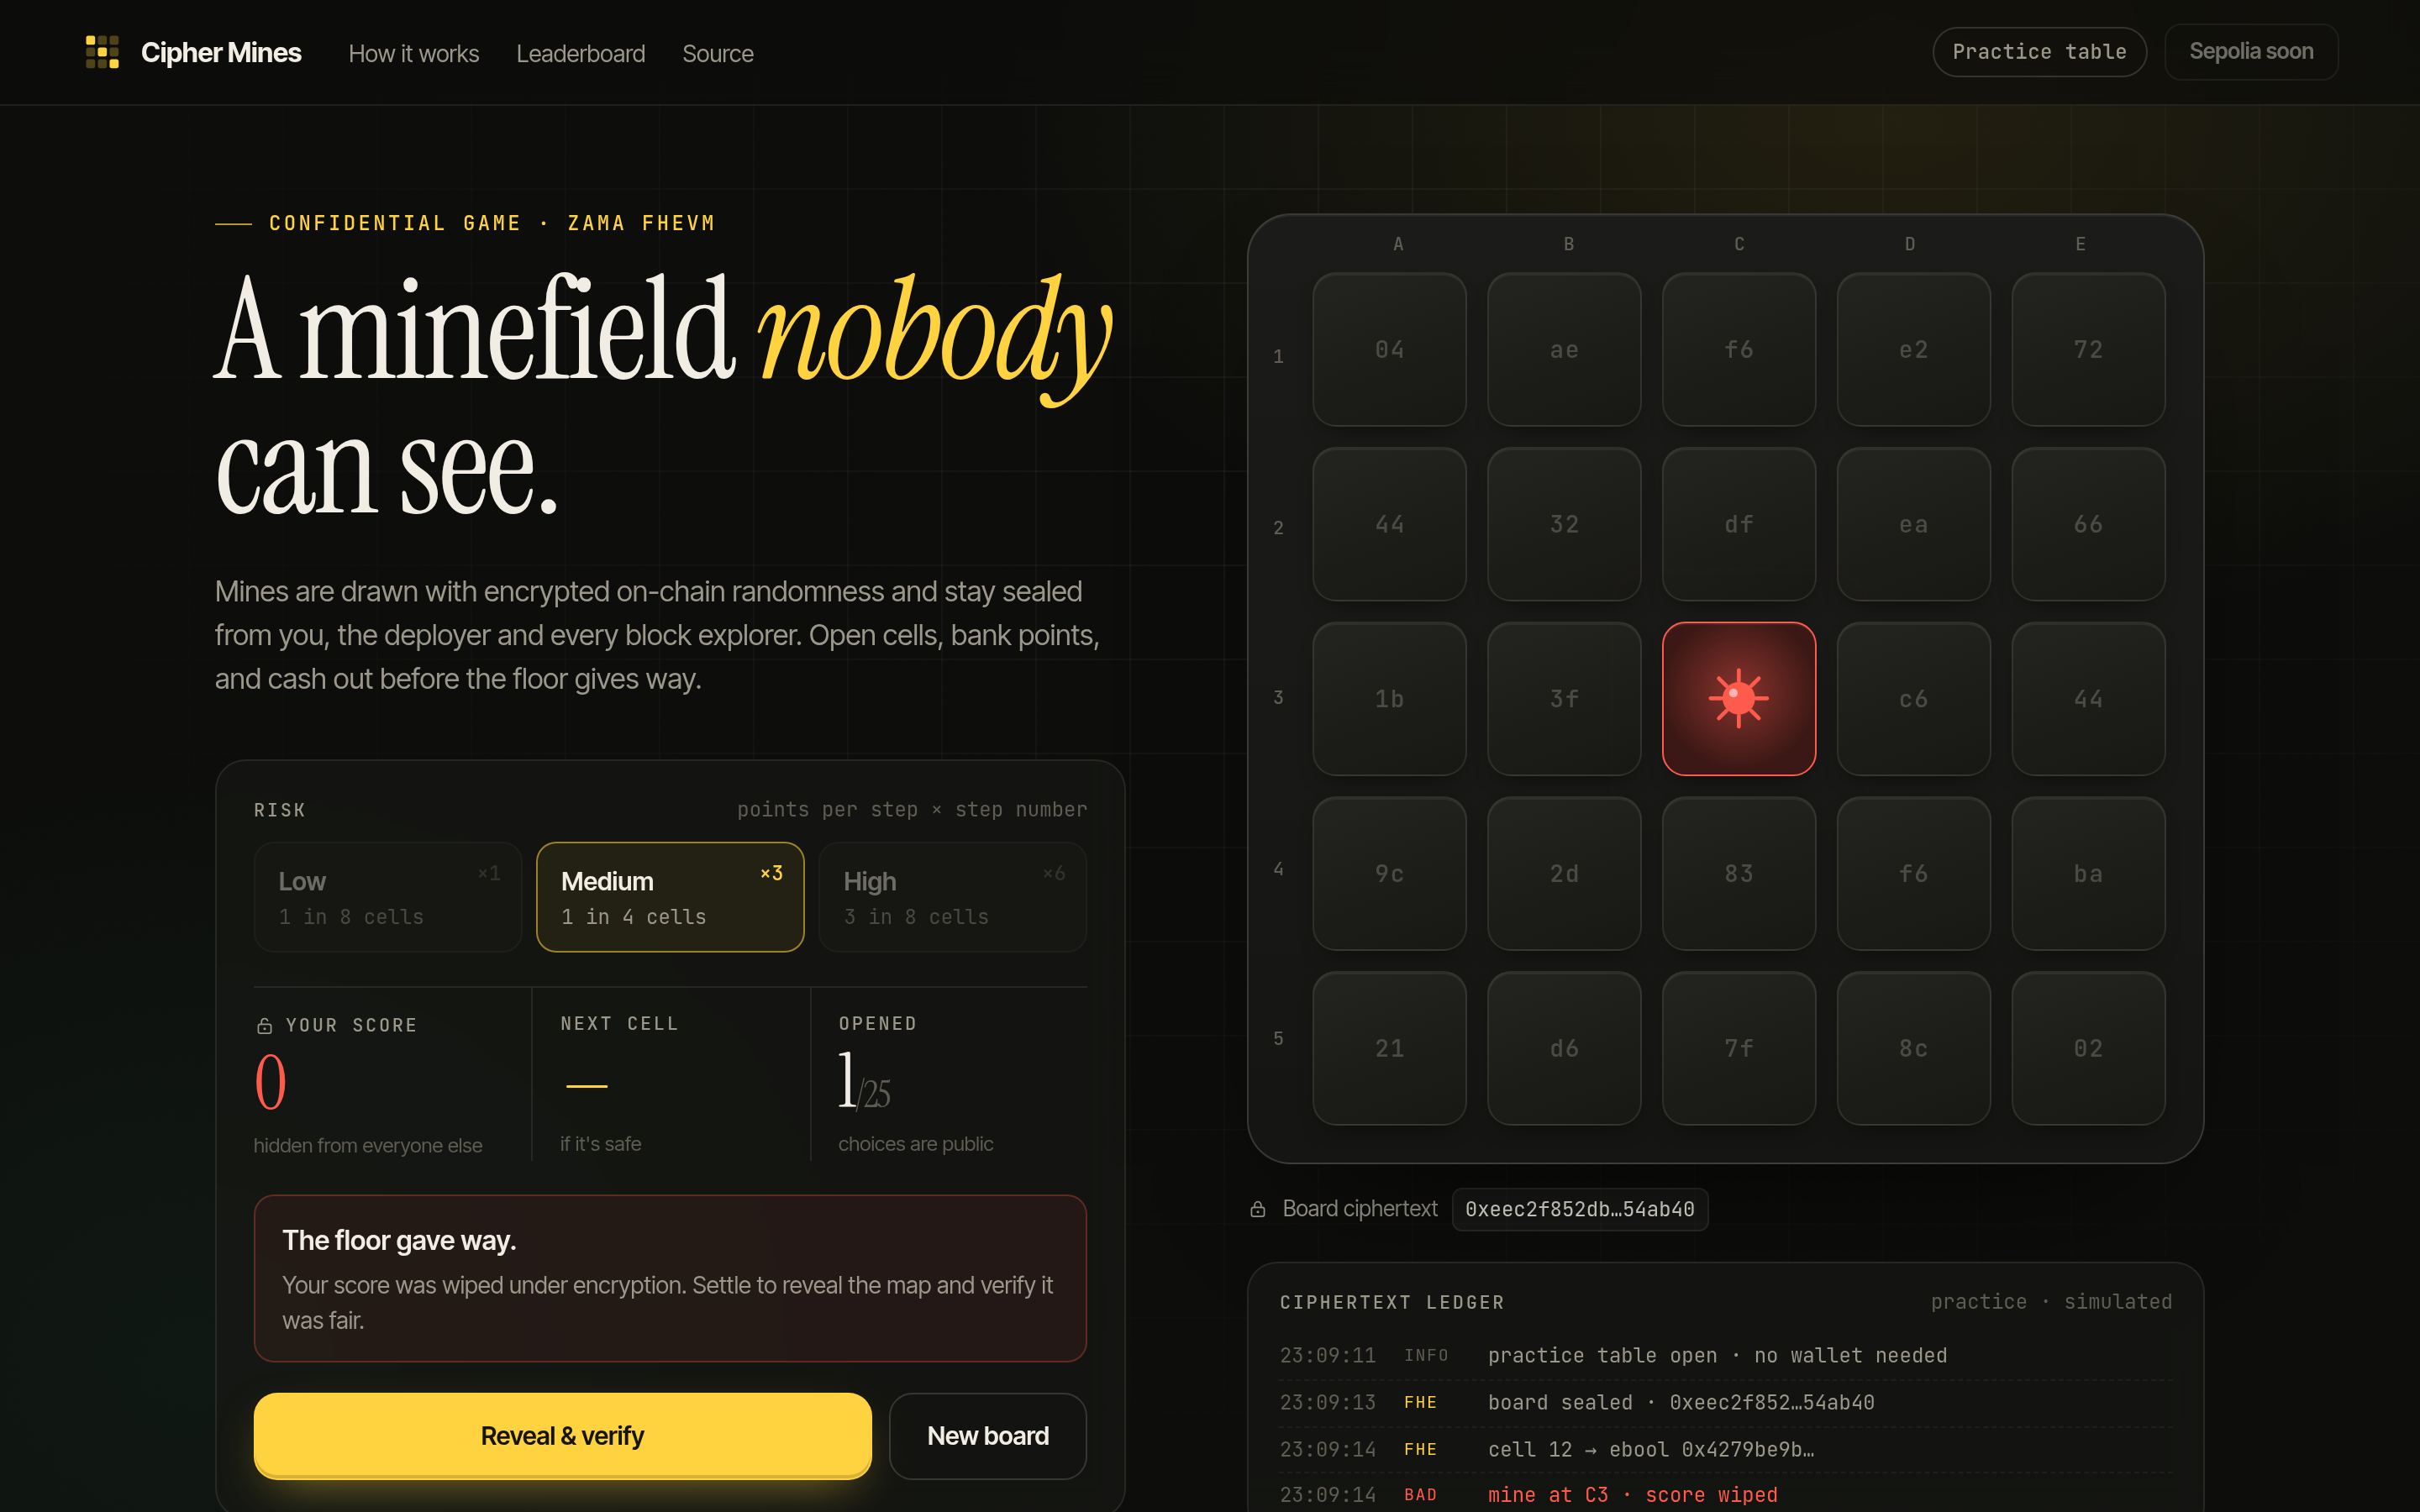 Cipher Mines
How it works
Leaderboard
Source
Practice table
Sepolia soon
CONFIDENTIAL GAME · ZAMA FHEVM
A minefield nobody
can see.
Mines are drawn with encrypted on-chain randomness and stay sealed
from you, the deployer and every block explorer. Open cells, bank points,
and cash out before the floor gives way.
RISK
points per step × step number
Low ×1
1 in 8 cells
Medium ×3
1 in 4 cells
High ×6
3 in 8 cells
YOUR SCORE
0
hidden from everyone else
NEXT CELL
—
if it's safe
OPENED
1/25
choices are public
The floor gave way.
Your score was wiped under encryption. Settle to reveal the map and verify it
was fair.
Reveal & verify
New board
A B C D E
1 04 ae f6 e2 72
2 44 32 df ea 66
3 1b 3f c6 44
4 9c 2d 83 f6 ba
5 21 d6 7f 8c 02
Board ciphertext 0xeec2f852db…54ab40
CIPHERTEXT LEDGER
practice · simulated
23:09:11 INFO practice table open · no wallet needed
23:09:13 FHE board sealed · 0xeec2f852…54ab40
23:09:14 FHE cell 12 → ebool 0x4279be9b…
23:09:14 BAD mine at C3 · score wiped